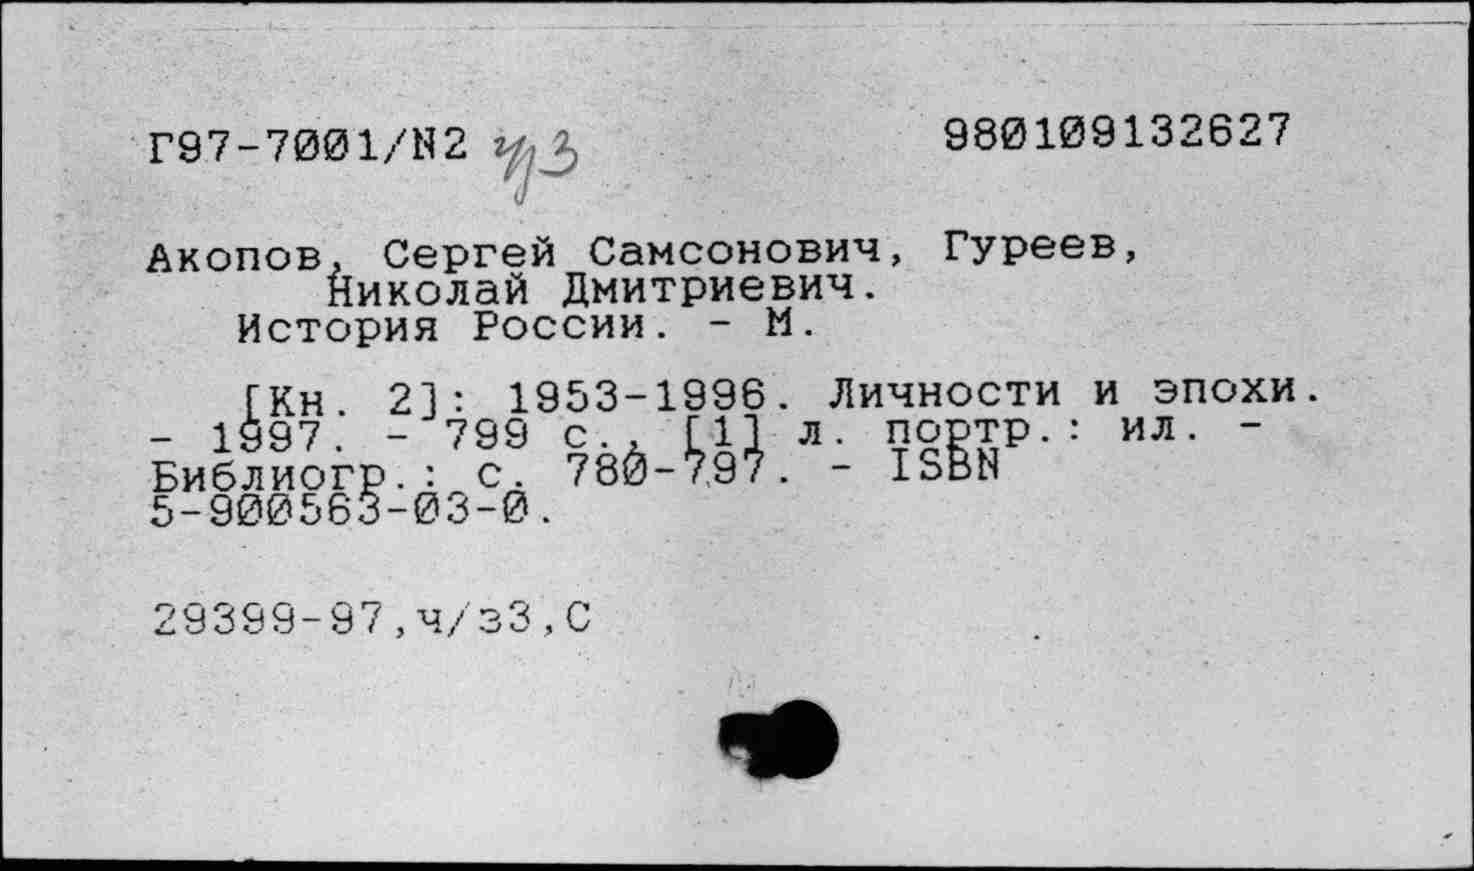 Г97-7001/N2 чз 980109132627
Акопов, Сергей Самсонович, Гуреев,
Николай Дмитриевич.
История России. - М.
[Кн. 2]: 1953-1996. Личности и эпохи.
- 1997. - 799 с., [1] л. портр.: ил. -
Библиогр.: с. 780-797. - ISBN
5-900563-03-0.
29399-97,ч/з3,С